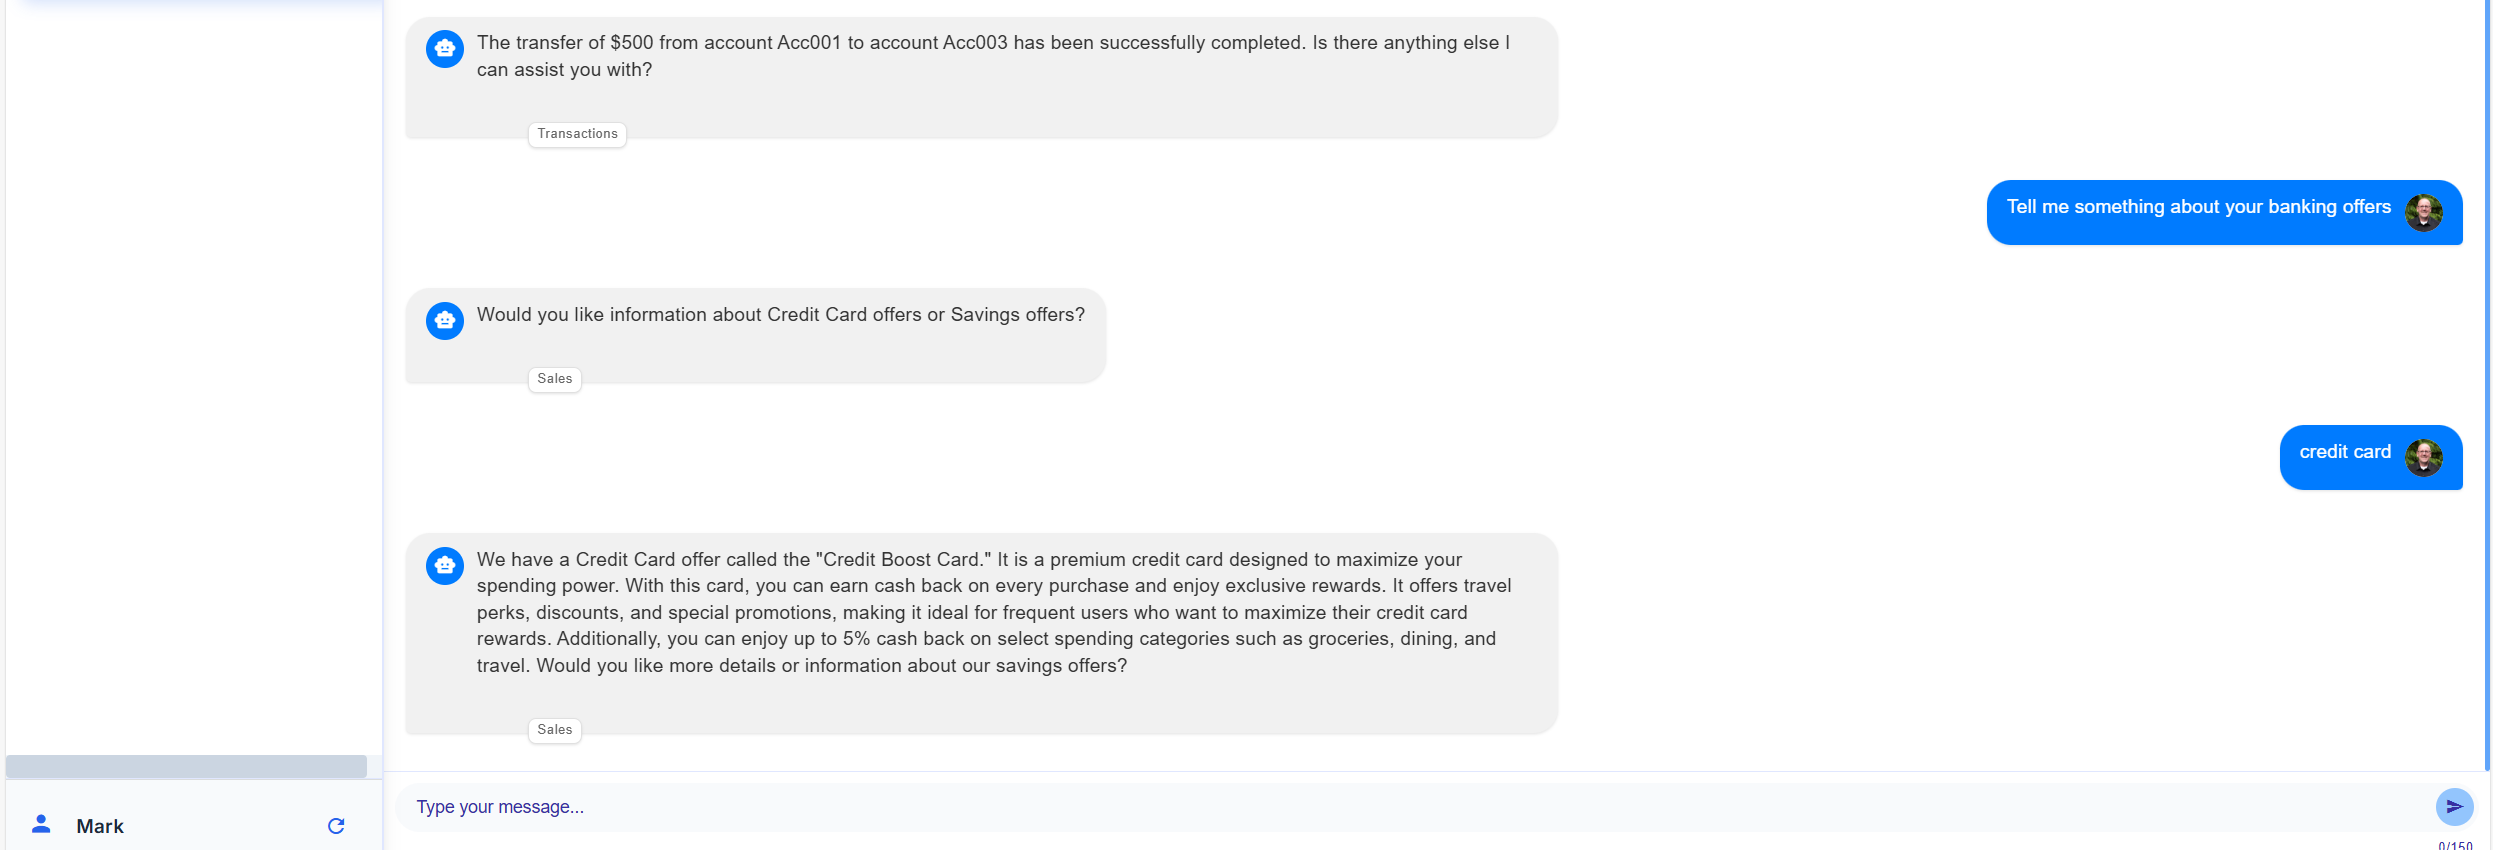 The transfer of $500 from account Acc001 to account Acc003 has been successfully completed. Is there anything else I
can assist you with?
Transactions
Tell me something about your banking offers
Would you like information about Credit Card offers or Savings offers?
Sales
credit card
We have a Credit Card offer called the "Credit Boost Card." It is a premium credit card designed to maximize your
spending power. With this card, you can earn cash back on every purchase and enjoy exclusive rewards. It offers travel
perks, discounts, and special promotions, making it ideal for frequent users who want to maximize their credit card
rewards. Additionally, you can enjoy up to 5% cash back on select spending categories such as groceries, dining, and
travel. Would you like more details or information about our savings offers?
Sales
Type your message...
Mark
0/150